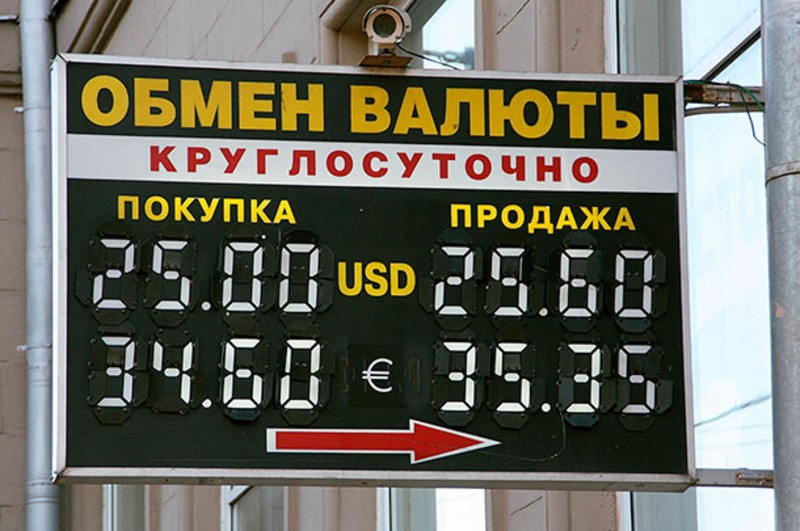 ОБМЕН ВАЛЮТЫ
КРУГЛОСУТОЧНО
ПОКУПКА ПРОДАЖА
25.00 USD 25.60
34.60 € 35.35